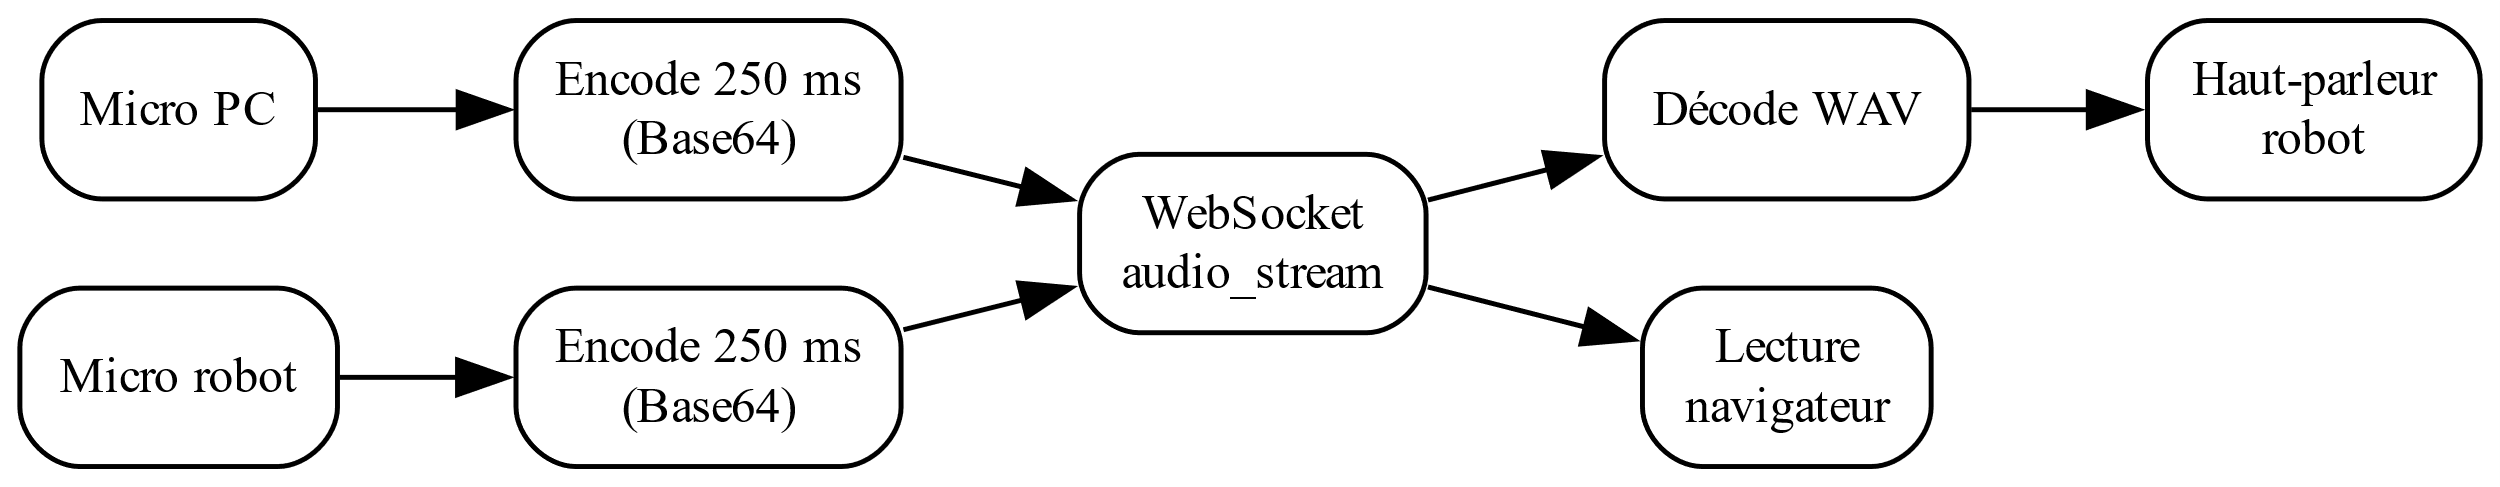 Micro PC
Encode 250 ms
(Base64)
Micro robot
Encode 250 ms
(Base64)
WebSocket
audio_stream
Décode WAV
Haut-parleur
robot
Lecture
navigateur